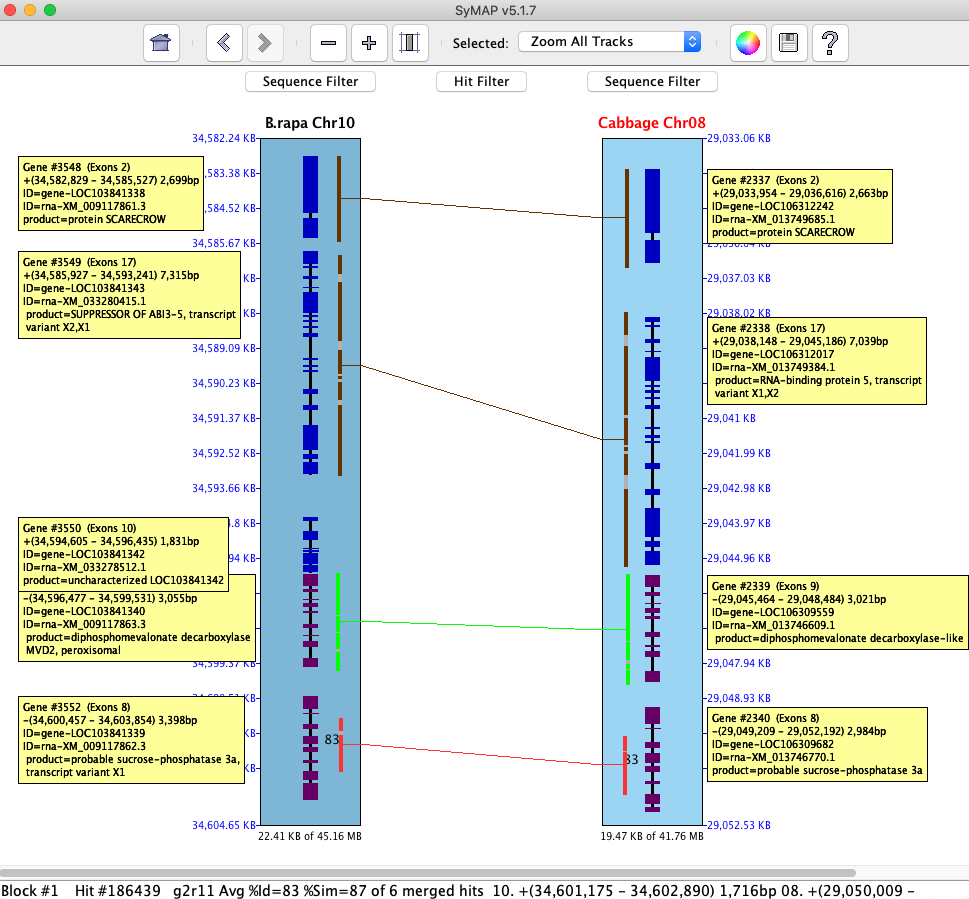 SyMAP v5.1.7
Selected: Zoom All Tracks
Sequence Filter
Hit Filter
Sequence Filter
B.rapa Chr10
34,582.24 KB
34,583.38 KB
,584.52 KB
34,585.67 KB
KB
KB
34,589.09 KB
34,590.23 KB
34,591.37 KB
34,592.52 KB
34,593.66 KB
4.8 KB
94 KB
34,599.37 KB
KB
KB
34,604.65 KB
22.41 KB of 45.16 MB
Gene #3548 (Exons 2)
+(34,582,829 - 34,585,527) 2,699bp
ID=gene-LOC103841338
ID=rna-XM_009117861.3
product=protein SCARECROW
Gene #3549 (Exons 17)
+(34,585,927 - 34,593,241) 7,315bp
ID=gene-LOC103841343
ID=rna-XM_033280415.1
product=SUPPRESSOR OF ABI3-5, transcript
variant X2,X1
Gene #3550 (Exons 10)
+(34,594,605 - 34,596,435) 1,831bp
ID=gene-LOC103841342
ID=rna-XM_033278512.1
product=uncharacterized LOC103841342
-(34,596,477 - 34,599,531) 3,055bp
ID=gene-LOC103841340
ID=rna-XM_009117863.3
product=diphosphomevalonate decarboxylase
MVD2, peroxisomal
Gene #3552 (Exons 8)
-(34,600,457 - 34,603,854) 3,398bp
ID=gene-LOC103841339
ID=rna-XM_009117862.3
product=probable sucrose-phosphatase 3a,
transcript variant X1
83
83
Cabbage Chr08
29,033.06 KB
29,037.03 KB
29,038.02 KB
29,041 KB
29,041.99 KB
29,042.98 KB
29,043.97 KB
29,044.96 KB
29,047.94 KB
29,048.93 KB
29,052.53 KB
19.47 KB of 41.76 MB
Gene #2337 (Exons 2)
+(29,033,954 - 29,036,616) 2,663bp
ID=gene-LOC106312242
ID=rna-XM_013749685.1
product=protein SCARECROW
Gene #2338 (Exons 17)
+(29,038,148 - 29,045,186) 7,039bp
ID=gene-LOC106312017
ID=rna-XM_013749384.1
product=RNA-binding protein 5, transcript
variant X1,X2
Gene #2339 (Exons 9)
-(29,045,464 - 29,048,484) 3,021bp
ID=gene-LOC106309559
ID=rna-XM_013746609.1
product=diphosphomevalonate decarboxylase-like
Gene #2340 (Exons 8)
-(29,049,209 - 29,052,192) 2,984bp
ID=gene-LOC106309682
ID=rna-XM_013746770.1
product=probable sucrose-phosphatase 3a
Block #1 Hit #186439 g2r11 Avg %Id=83 %Sim=87 of 6 merged hits 10. +(34,601,175 - 34,602,890) 1,716bp 08. +(29,050,009 -